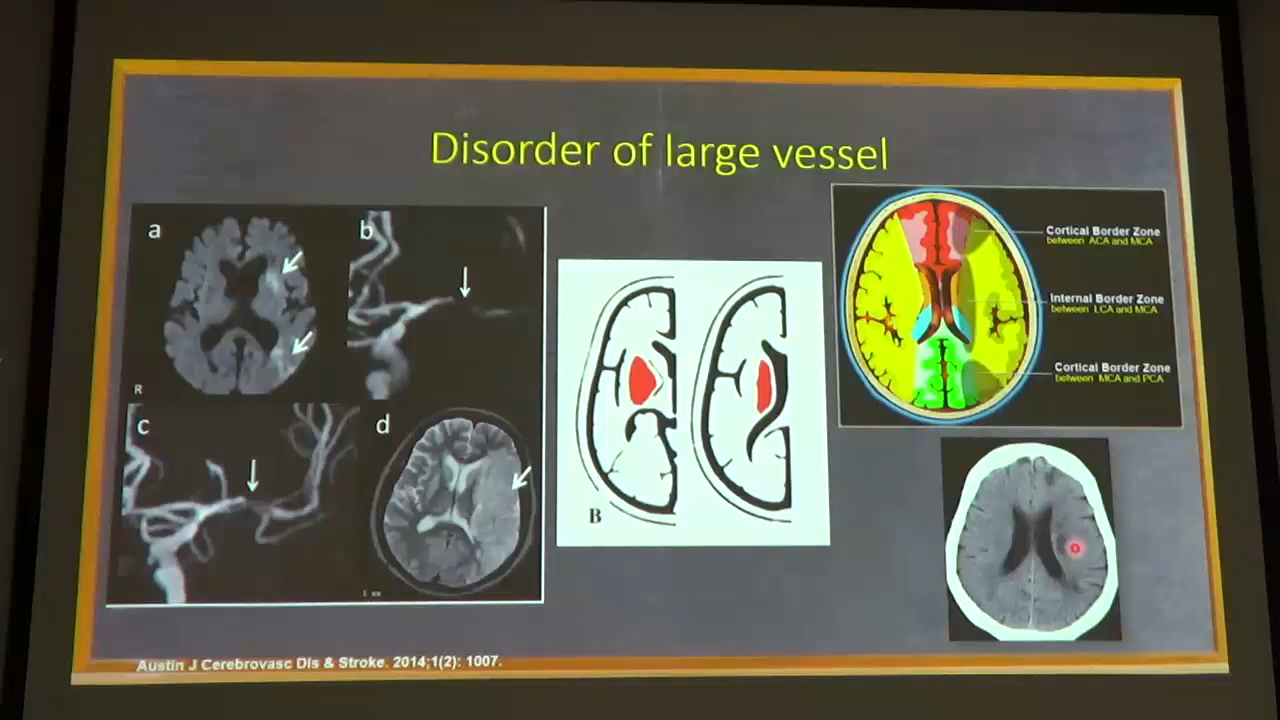 Disorder of large vessel
a
b
R
c
d
B
Cortical Border Zone
between ACA and MCA
Internal Border Zone
between LCA and MCA
Cortical Border Zone
between MCA and PCA
Austin J Cerebrovasc Dis & Stroke. 2014;1(2): 1007.